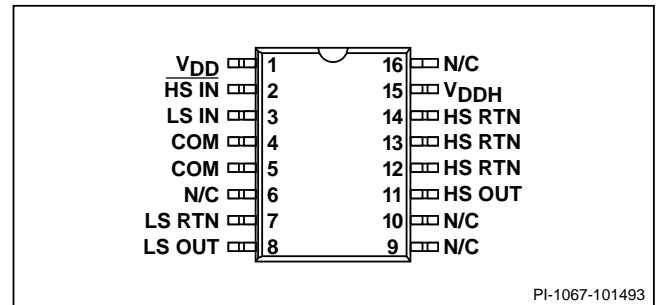 V̅D̅D̅ 1 16 N/C
HS IN 2 15 VDDH
LS IN 3 14 HS RTN
COM 4 13 HS RTN
COM 5 12 HS RTN
N/C 6 11 HS OUT
LS RTN 7 10 N/C
LS OUT 8 9 N/C
PI-1067-101493